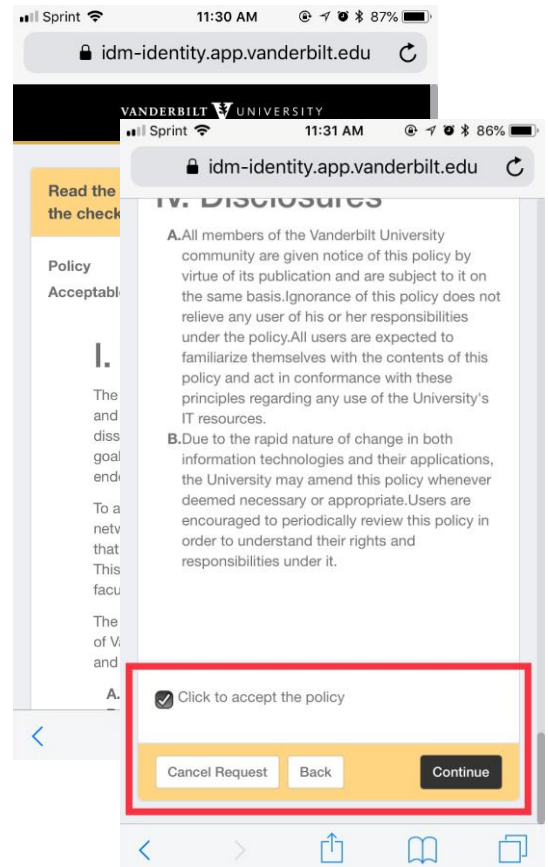 Sprint 11:30 AM 87%
idm-identity.app.vanderbilt.edu
VANDERBILT UNIVERSITY
Read the
the check
Policy
Acceptabl
I.
The
and
diss
goal
end
To a
netw
that
This
facu
The
of Va
and
A.
Sprint 11:31 AM 86%
idm-identity.app.vanderbilt.edu
IV. Disclosures
A.All members of the Vanderbilt University
community are given notice of this policy by
virtue of its publication and are subject to it on
the same basis.Ignorance of this policy does not
relieve any user of his or her responsibilities
under the policy.All users are expected to
familiarize themselves with the contents of this
policy and act in conformance with these
principles regarding any use of the University's
IT resources.
B.Due to the rapid nature of change in both
information technologies and their applications,
the University may amend this policy whenever
deemed necessary or appropriate.Users are
encouraged to periodically review this policy in
order to understand their rights and
responsibilities under it.
Click to accept the policy
Cancel Request Back Continue